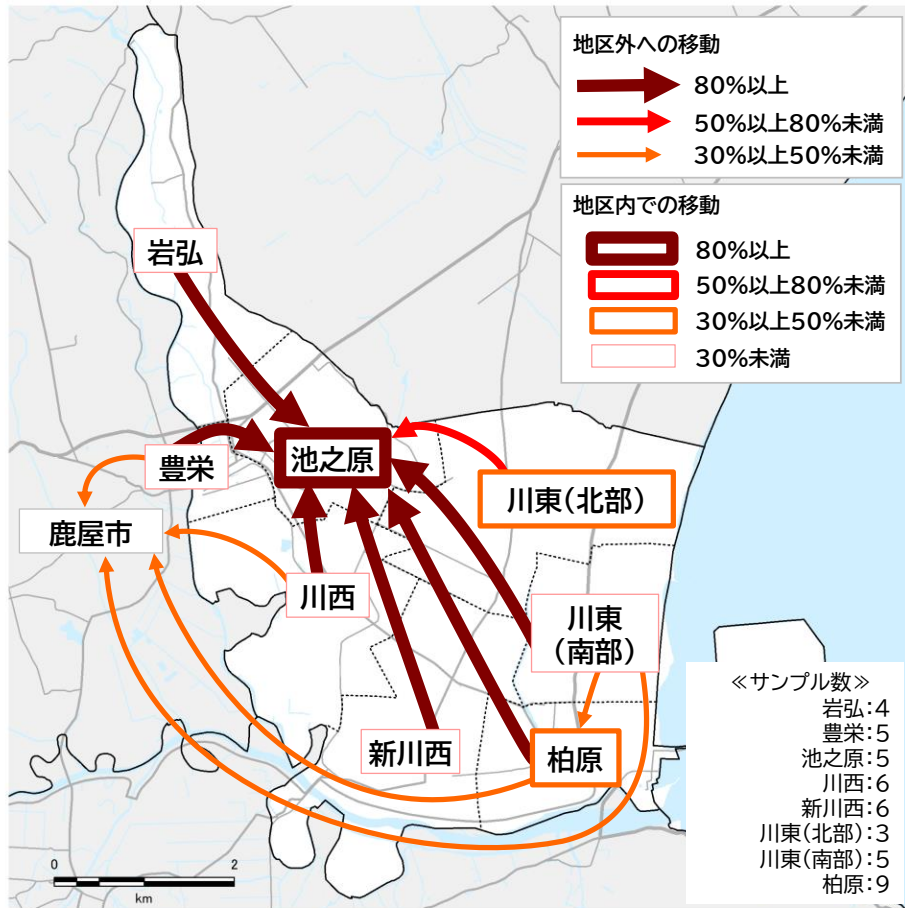 地区外への移動
80%以上
50%以上80%未満
30%以上50%未満
地区内での移動
80%以上
50%以上80%未満
30%以上50%未満
30%未満
岩弘
池之原
豊栄
川東(北部)
鹿屋市
川西
川東
(南部)
新川西
柏原
≪サンプル数≫
岩弘:4
豊栄:5
池之原:5
川西:6
新川西:6
川東(北部):3
川東(南部):5
柏原:9
0 2
km